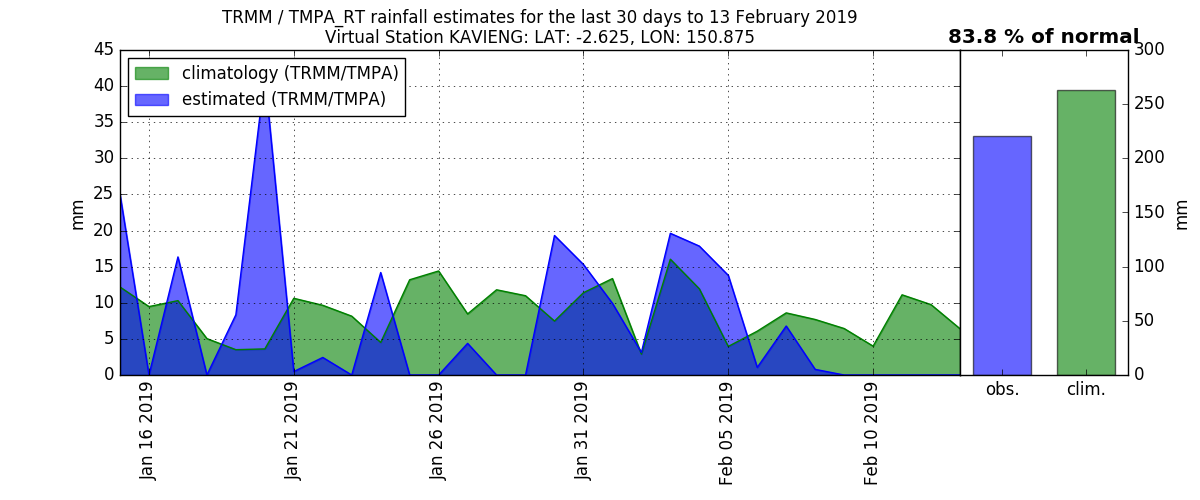 TRMM / TMPA_RT rainfall estimates for the last 30 days to 13 February 2019
Virtual Station KAVIENG: LAT: -2.625, LON: 150.875
83.8 % of normal
climatology (TRMM/TMPA)
estimated (TRMM/TMPA)
45
40
35
30
25
20
15
10
5
0
mm
Jan 16 2019
Jan 21 2019
Jan 26 2019
Jan 31 2019
Feb 05 2019
Feb 10 2019
300
250
200
150
100
50
0
mm
obs.
clim.